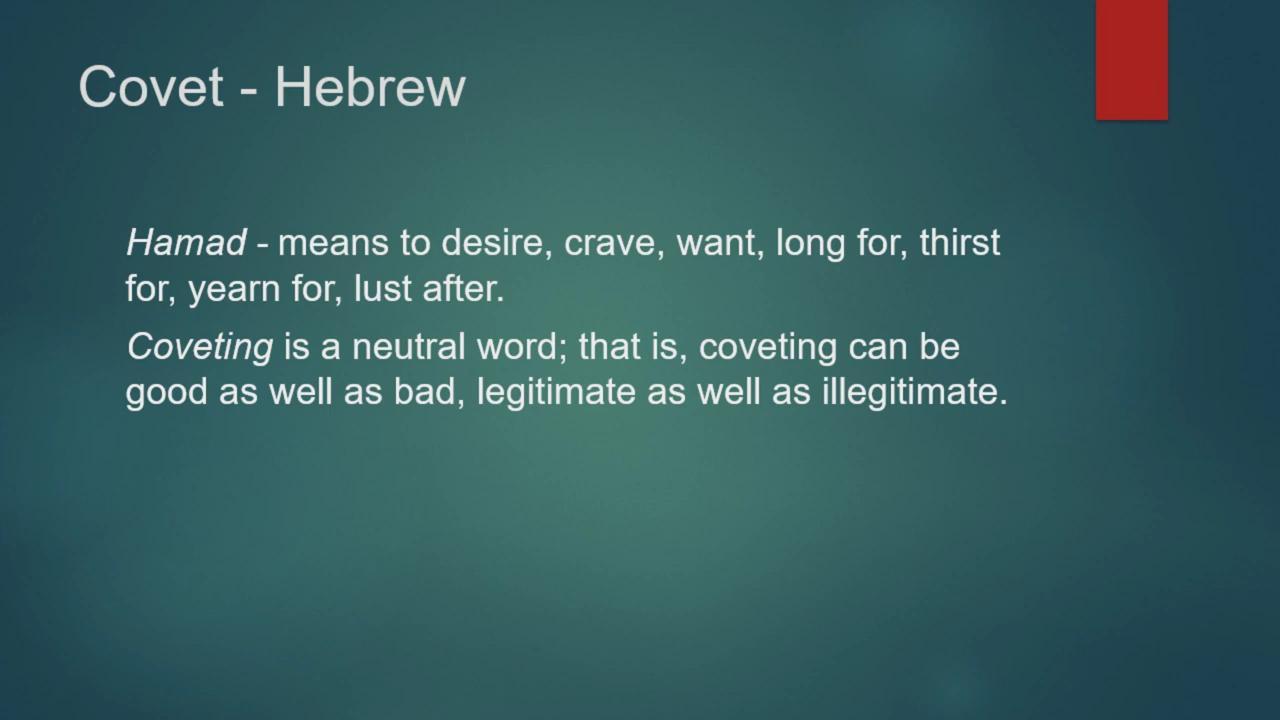 Covet - Hebrew
Hamad - means to desire, crave, want, long for, thirst
for, yearn for, lust after.
Coveting is a neutral word; that is, coveting can be
good as well as bad, legitimate as well as illegitimate.